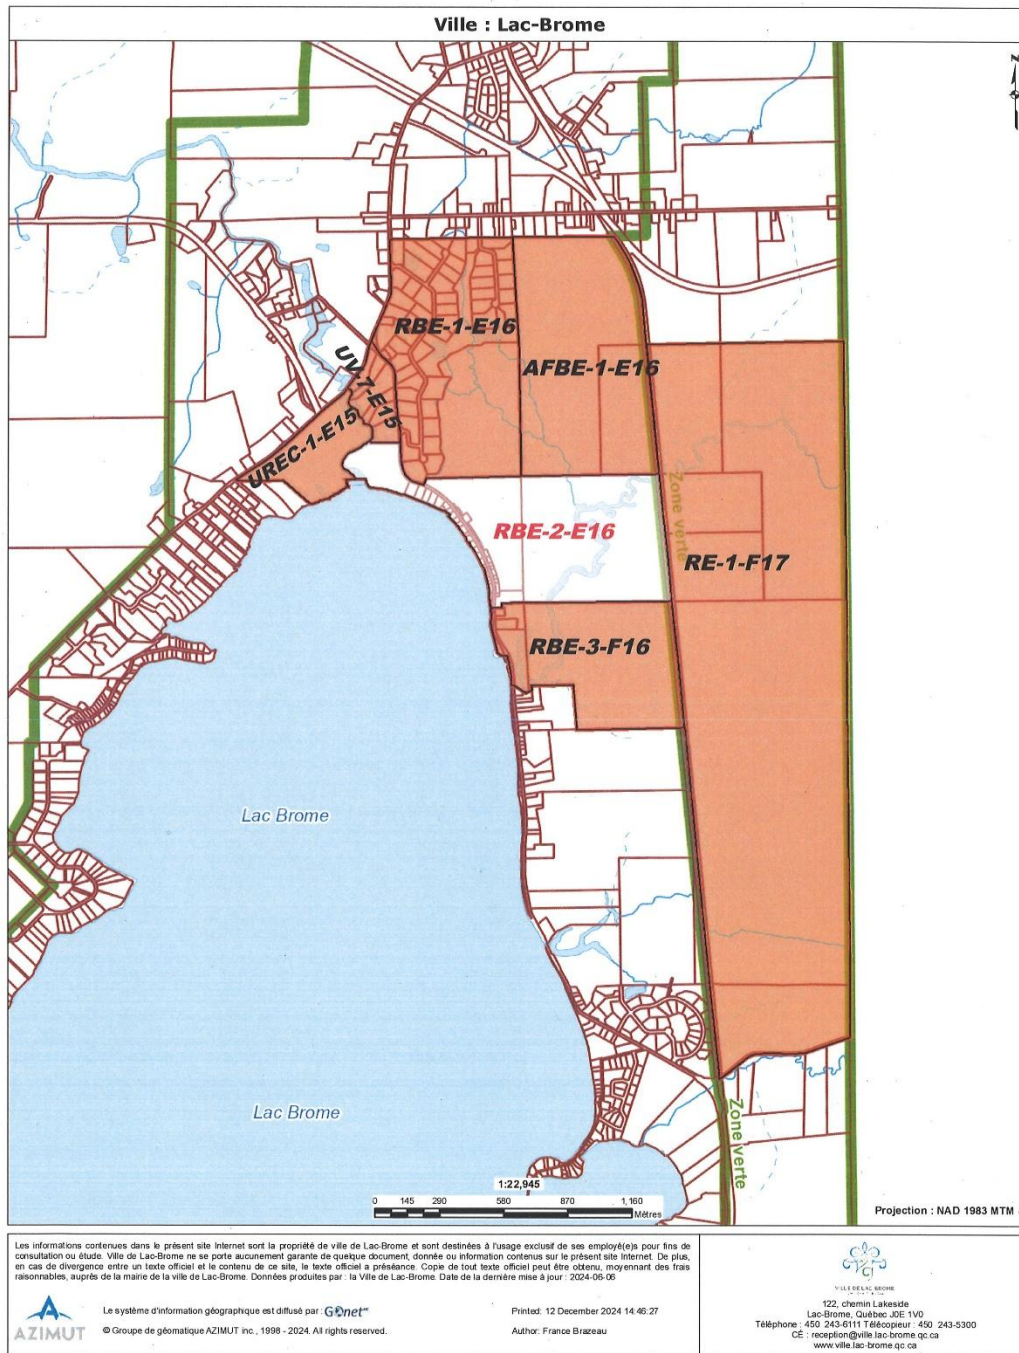 Ville : Lac-Brome
N
RBE-1-E16
UV-7-E15
AFBE-1-E16
UREC-1-E15
Zone verte
RBE-2-E16
RE-1-F17
RBE-3-F16
Lac Brome
Lac Brome
Zone verte
1:22,945
0 145 290 580 870 1,160
Mètres
Projection : NAD 1983 MTM
Les informations contenues dans le présent site Internet sont la propriété de ville de Lac-Brome et sont destinées à l'usage exclusif de ses employé(e)s pour fins de
consultation ou étude. Ville de Lac-Brome ne se porte aucunement garante de quelque document, donnée ou information contenus sur le présent site Internet. De plus,
en cas de divergence entre un texte officiel et le contenu de ce site, le texte officiel a préséance. Copie de tout texte officiel peut être obtenu, moyennant des frais
raisonnables, auprès de la mairie de la ville de Lac-Brome. Données produites par : la Ville de Lac-Brome. Date de la dernière mise à jour : 2024-06-06
AZIMUT
Le système d'information géographique est diffusé par : GOnet
© Groupe de géomatique AZIMUT inc., 1998 - 2024. All rights reserved.
Printed: 12 December 2024 14:46:27
Author: France Brazeau
VILLE DE LAC-BROME
122, chemin Lakeside
Lac-Brome, Québec J0E 1V0
Téléphone : 450 243-6111 Télécopieur : 450 243-5300
CÉ : reception@ville.lac-brome.qc.ca
www.ville.lac-brome.qc.ca